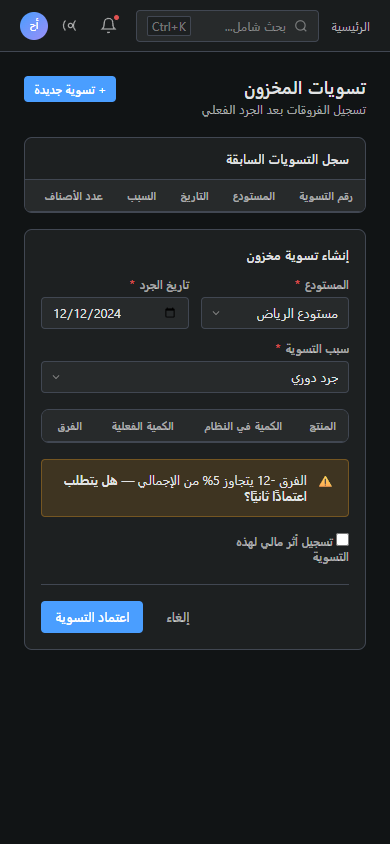 الرئيسية
بحث شامل...
Ctrl+K
أح
تسويات المخزون
تسجيل الفروقات بعد الجرد الفعلي
+ تسوية جديدة
سجل التسويات السابقة
رقم التسوية المستودع التاريخ السبب عدد الأصناف
إنشاء تسوية مخزون
المستودع *
تاريخ الجرد *
مستودع الرياض
12/12/2024
سبب التسوية *
جرد دوري
المنتج الكمية في النظام الكمية الفعلية الفرق
الفرق -12 يتجاوز 5% من الإجمالي — هل يتطلب
اعتمادًا ثانيًا؟
تسجيل أثر مالي لهذه
التسوية
إلغاء
اعتماد التسوية